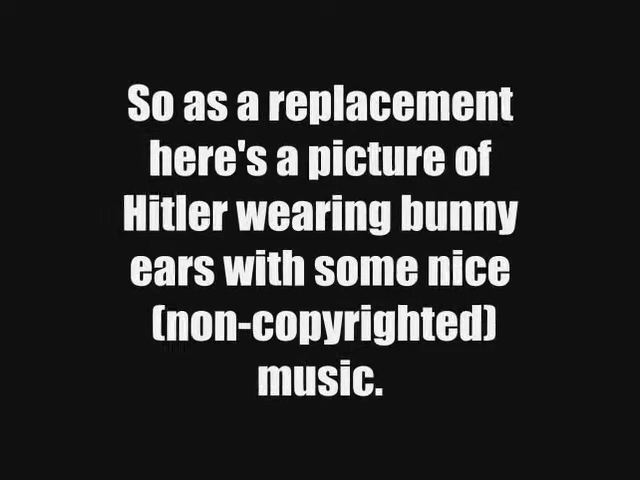 So as a replacement
here's a picture of
Hitler wearing bunny
ears with some nice
(non-copyrighted)
music.